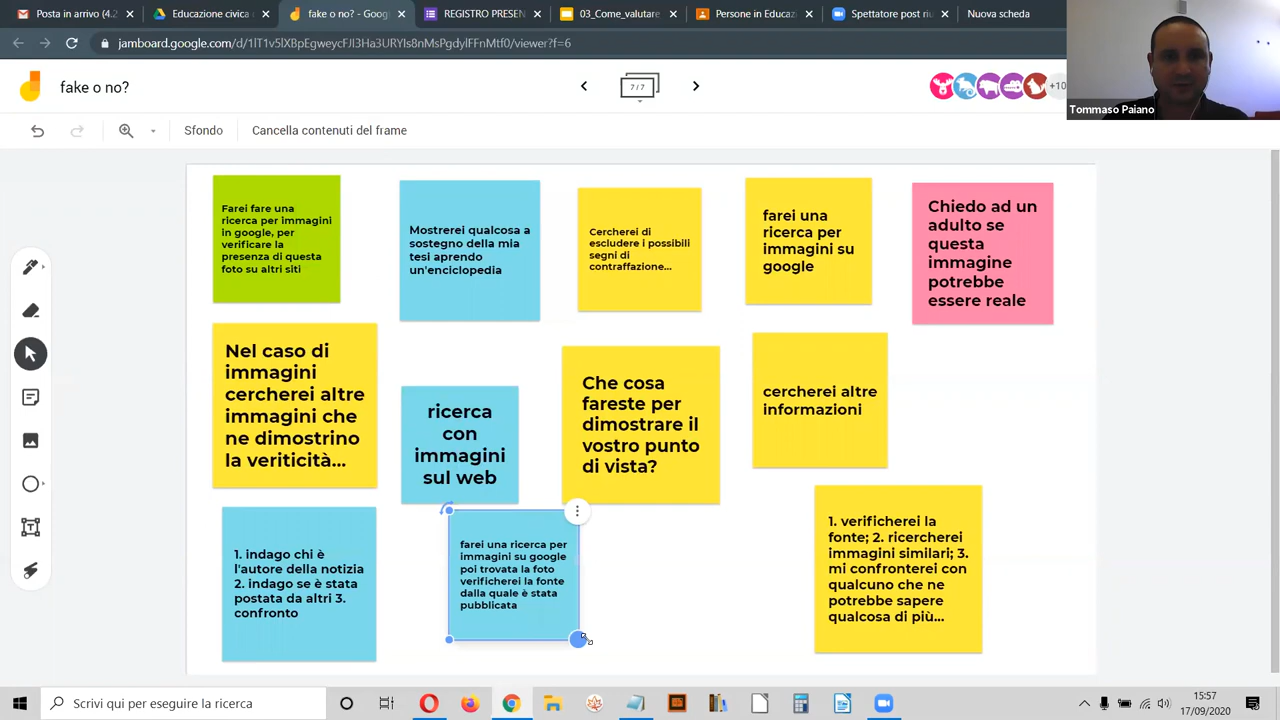 Posta in arrivo (4.2
Educazione civica
fake o no? - Goog
REGISTRO PRESEN
03_Come_valutare
Persone in Educaz
Spettatore post riu
Nuova scheda
Tommaso Paiano
fake o no?
7/7
+10
Sfondo
Cancella contenuti del frame
Farei fare una
ricerca per immagini
in google, per
verificare la
presenza di questa
foto su altri siti
Mostrerei qualcosa a
sostegno della mia
tesi aprendo
un'enciclopedia
Cercherei di
escludere i possibili
segni di
contraffazione...
farei una
ricerca per
immagini su
google
Chiedo ad un
adulto se
questa
immagine
potrebbe
essere reale
Nel caso di
immagini
cercherei altre
immagini che
ne dimostrino
la veriticità...
ricerca
con
immagini
sul web
Che cosa
fareste per
dimostrare il
vostro punto
di vista?
cercherei altre
informazioni
1. indago chi è
l'autore della notizia
2. indago se è stata
postata da altri 3.
confronto
farei una ricerca per
immagini su google
poi trovata la foto
verificherei la fonte
dalla quale è stata
pubblicata
1. verificherei la
fonte; 2. ricercherei
immagini similari; 3.
mi confronterei con
qualcuno che ne
potrebbe sapere
qualcosa di più...
Scrivi qui per eseguire la ricerca
15:57
17/09/2020